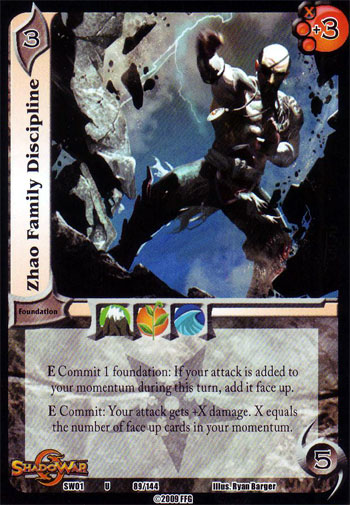 3
+3
Zhao Family Discipline
Foundation
E Commit 1 foundation: If your attack is added to
your momentum during this turn, add it face up.
E Commit: Your attack gets +X damage. X equals
the number of face up cards in your momentum.
5
SHADOWAR
SW01 U 89/144 Illus. Ryan Barger
©2009 FFG